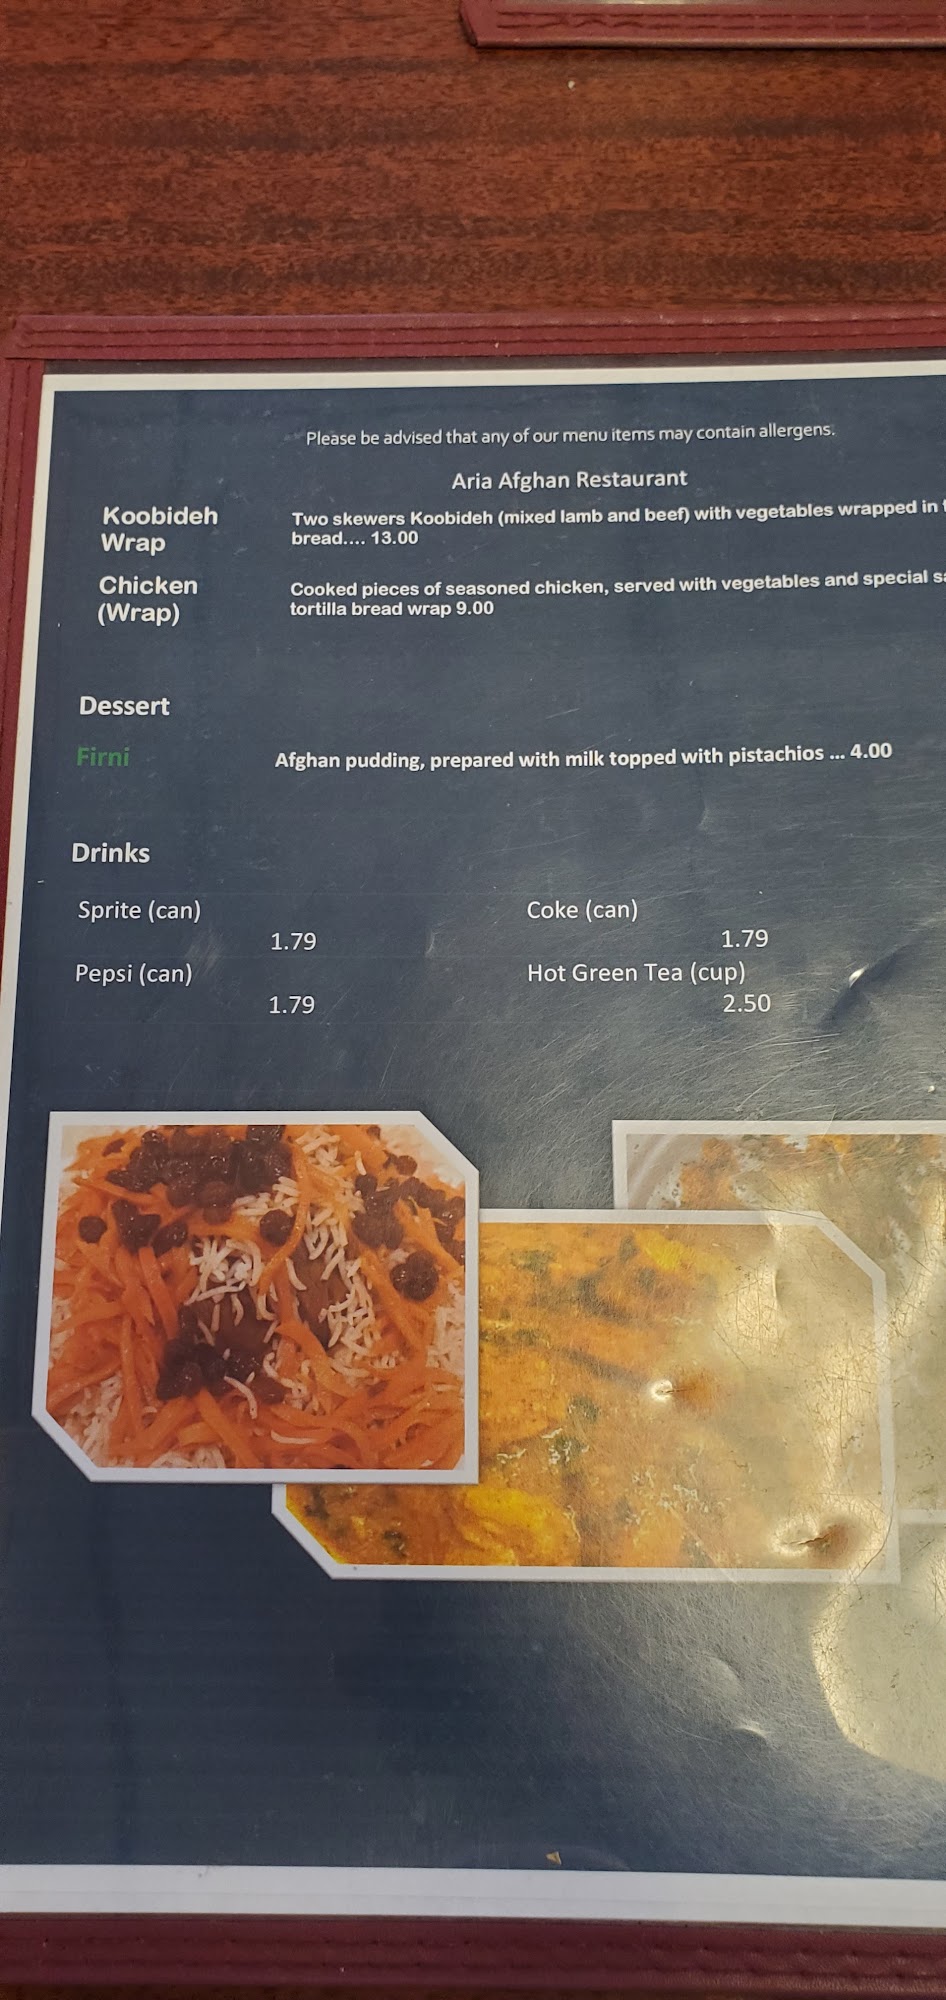 Please be advised that any of our menu items may contain allergens.
Aria Afghan Restaurant
Koobideh
Wrap
Two skewers Koobideh (mixed lamb and beef) with vegetables wrapped in
bread.... 13.00
Chicken
(Wrap)
Cooked pieces of seasoned chicken, served with vegetables and special
tortilla bread wrap 9.00
Dessert
Firni
Afghan pudding, prepared with milk topped with pistachios ... 4.00
Drinks
Sprite (can)
1.79
Coke (can)
1.79
Pepsi (can)
1.79
Hot Green Tea (cup)
2.50